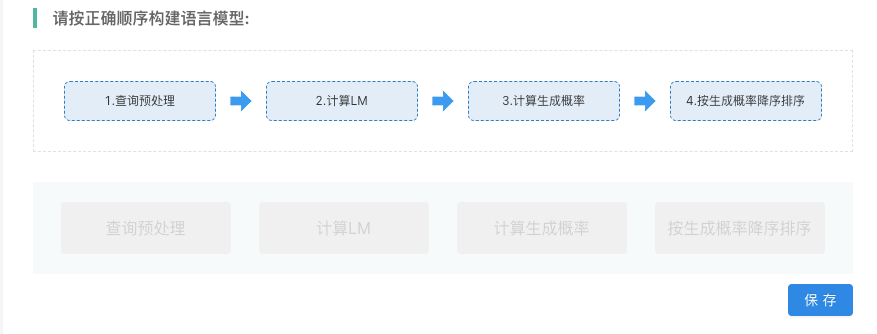 请按正确顺序构建语言模型:
1.查询预处理
2.计算LM
3.计算生成概率
4.按生成概率降序排序
查询预处理
计算LM
计算生成概率
按生成概率降序排序
保 存